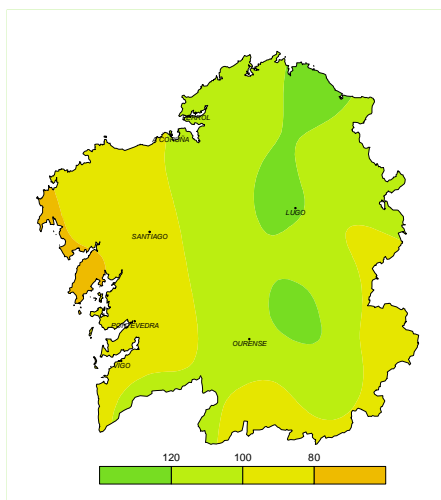 FERROL
A CORUÑA
LUGO
SANTIAGO
PONTEVEDRA
OURENSE
VIGO
120 100 80